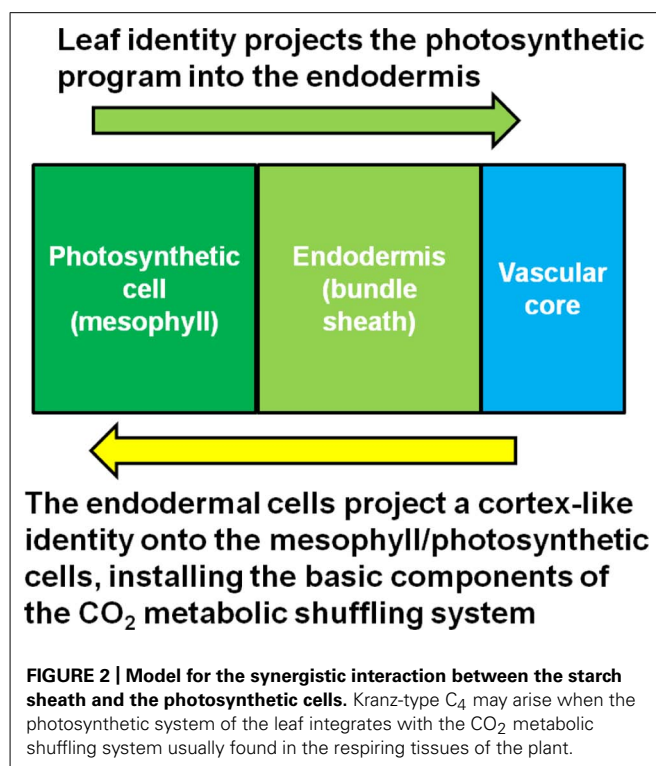 Leaf identity projects the photosynthetic
program into the endodermis
Photosynthetic
cell
(mesophyll)
Endodermis
(bundle
sheath)
Vascular
core
The endodermal cells project a cortex-like
identity onto the mesophyll/photosynthetic
cells, installing the basic components of
the CO₂ metabolic shuffling system
FIGURE 2 | Model for the synergistic interaction between the starch
sheath and the photosynthetic cells. Kranz-type C₄ may arise when the
photosynthetic system of the leaf integrates with the CO₂ metabolic
shuffling system usually found in the respiring tissues of the plant.